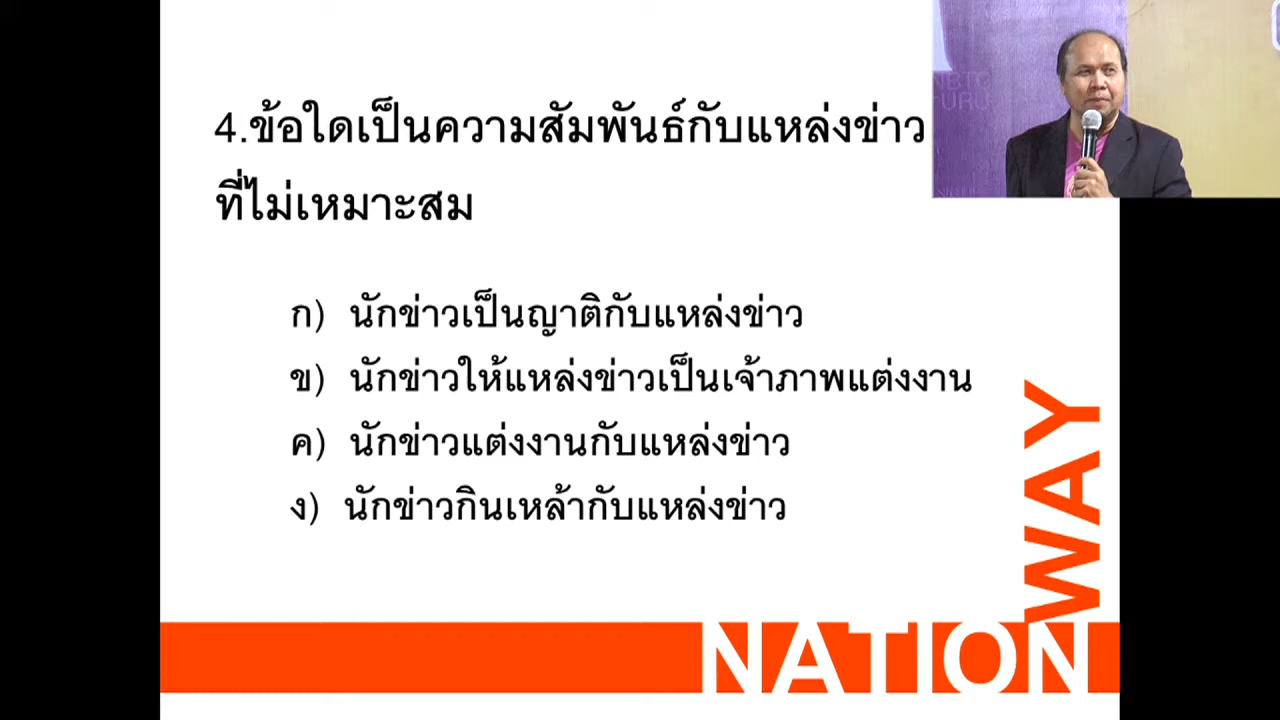 4.ข้อใดเป็นความสัมพันธ์กับแหล่งข่าว
ที่ไม่เหมาะสม
ก) นักข่าวเป็นญาติกับแหล่งข่าว
ข) นักข่าวให้แหล่งข่าวเป็นเจ้าภาพแต่งงาน
ค) นักข่าวแต่งงานกับแหล่งข่าว
ง) นักข่าวกินเหล้ากับแหล่งข่าว
WAY
NATION